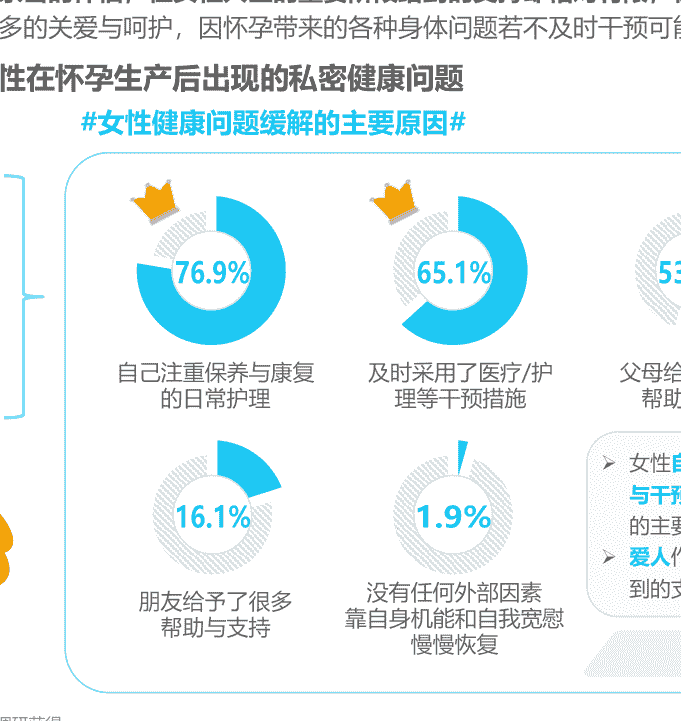 多的关爱与呵护，因怀孕带来的各种身体问题若不及时干预可
性在怀孕生产后出现的私密健康问题
#女性健康问题缓解的主要原因#
76.9%
65.1%
53
自己注重保养与康复
的日常护理
及时采用了医疗/护
理等干预措施
父母给
帮助
16.1%
1.9%
朋友给予了很多
帮助与支持
没有任何外部因素
靠自身机能和自我宽慰
慢慢恢复
女性自
与干预
的主要
爱人作
到的支